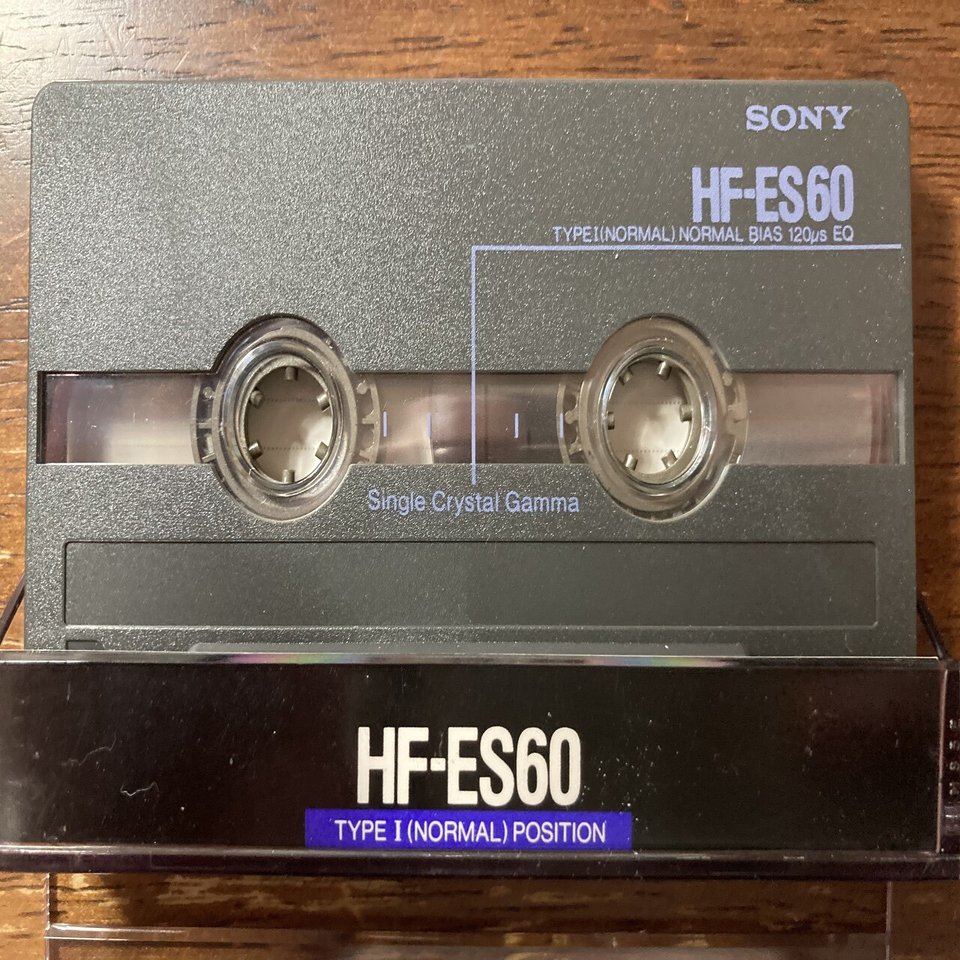 SONY
HF-ES60
TYPE I (NORMAL) NORMAL BIAS 120µs EQ
Single Crystal Gamma
HF-ES60
TYPE I (NORMAL) POSITION